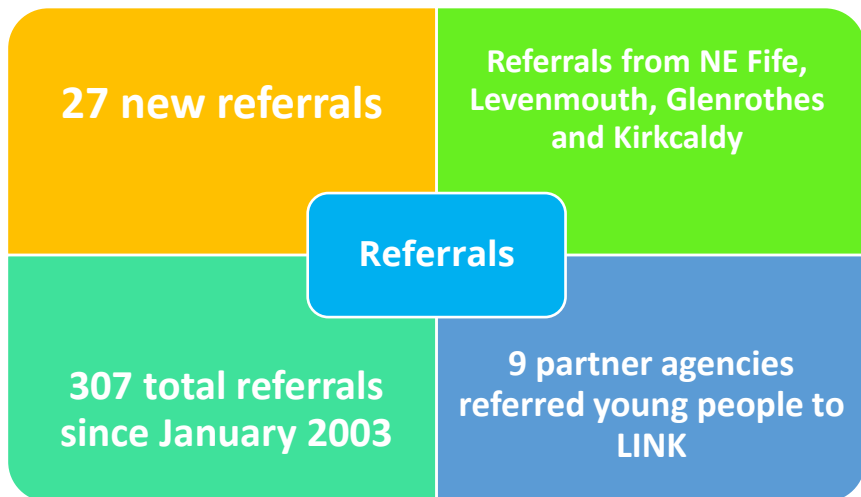 27 new referrals
Referrals from NE Fife,
Levenmouth, Glenrothes
and Kirkcaldy
Referrals
307 total referrals
since January 2003
9 partner agencies
referred young people to
LINK